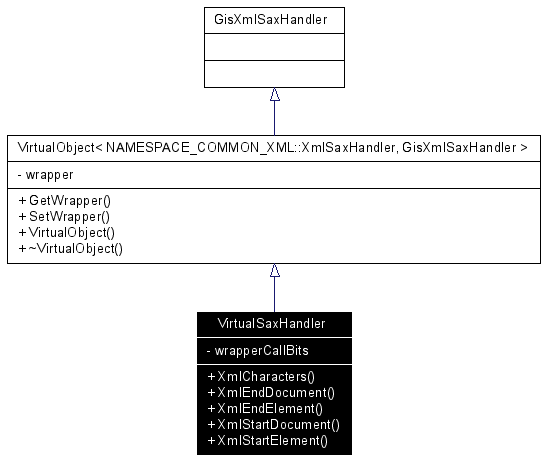 GisXmlSaxHandler
VirtualObject< NAMESPACE_COMMON_XML::XmlSaxHandler, GisXmlSaxHandler >
- wrapper
+ GetWrapper()
+ SetWrapper()
+ VirtualObject()
+ ~VirtualObject()
VirtualSaxHandler
- wrapperCallBits
+ XmlCharacters()
+ XmlEndDocument()
+ XmlEndElement()
+ XmlStartDocument()
+ XmlStartElement()